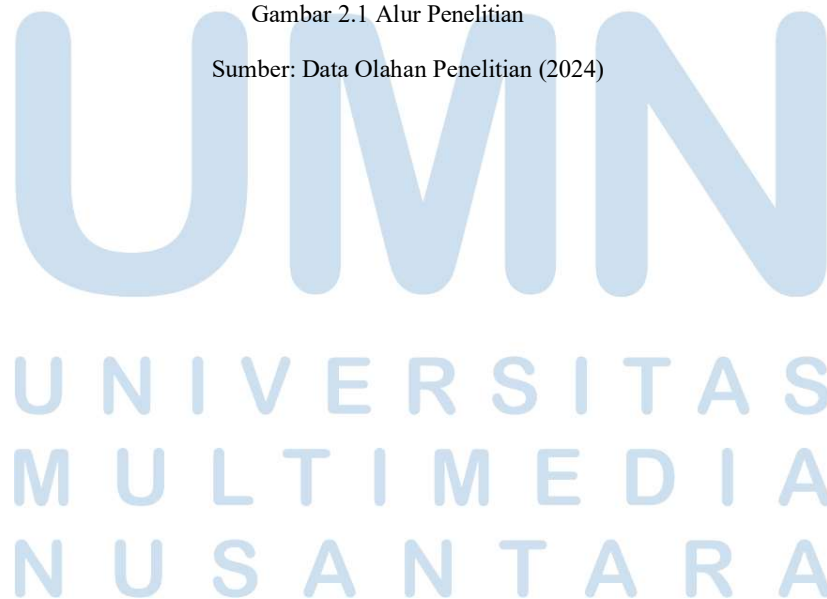 Gambar 2.1 Alur Penelitian
Sumber: Data Olahan Penelitian (2024)
UMN
UNIVERSITAS
MULTIMEDIA
NUSANTARA